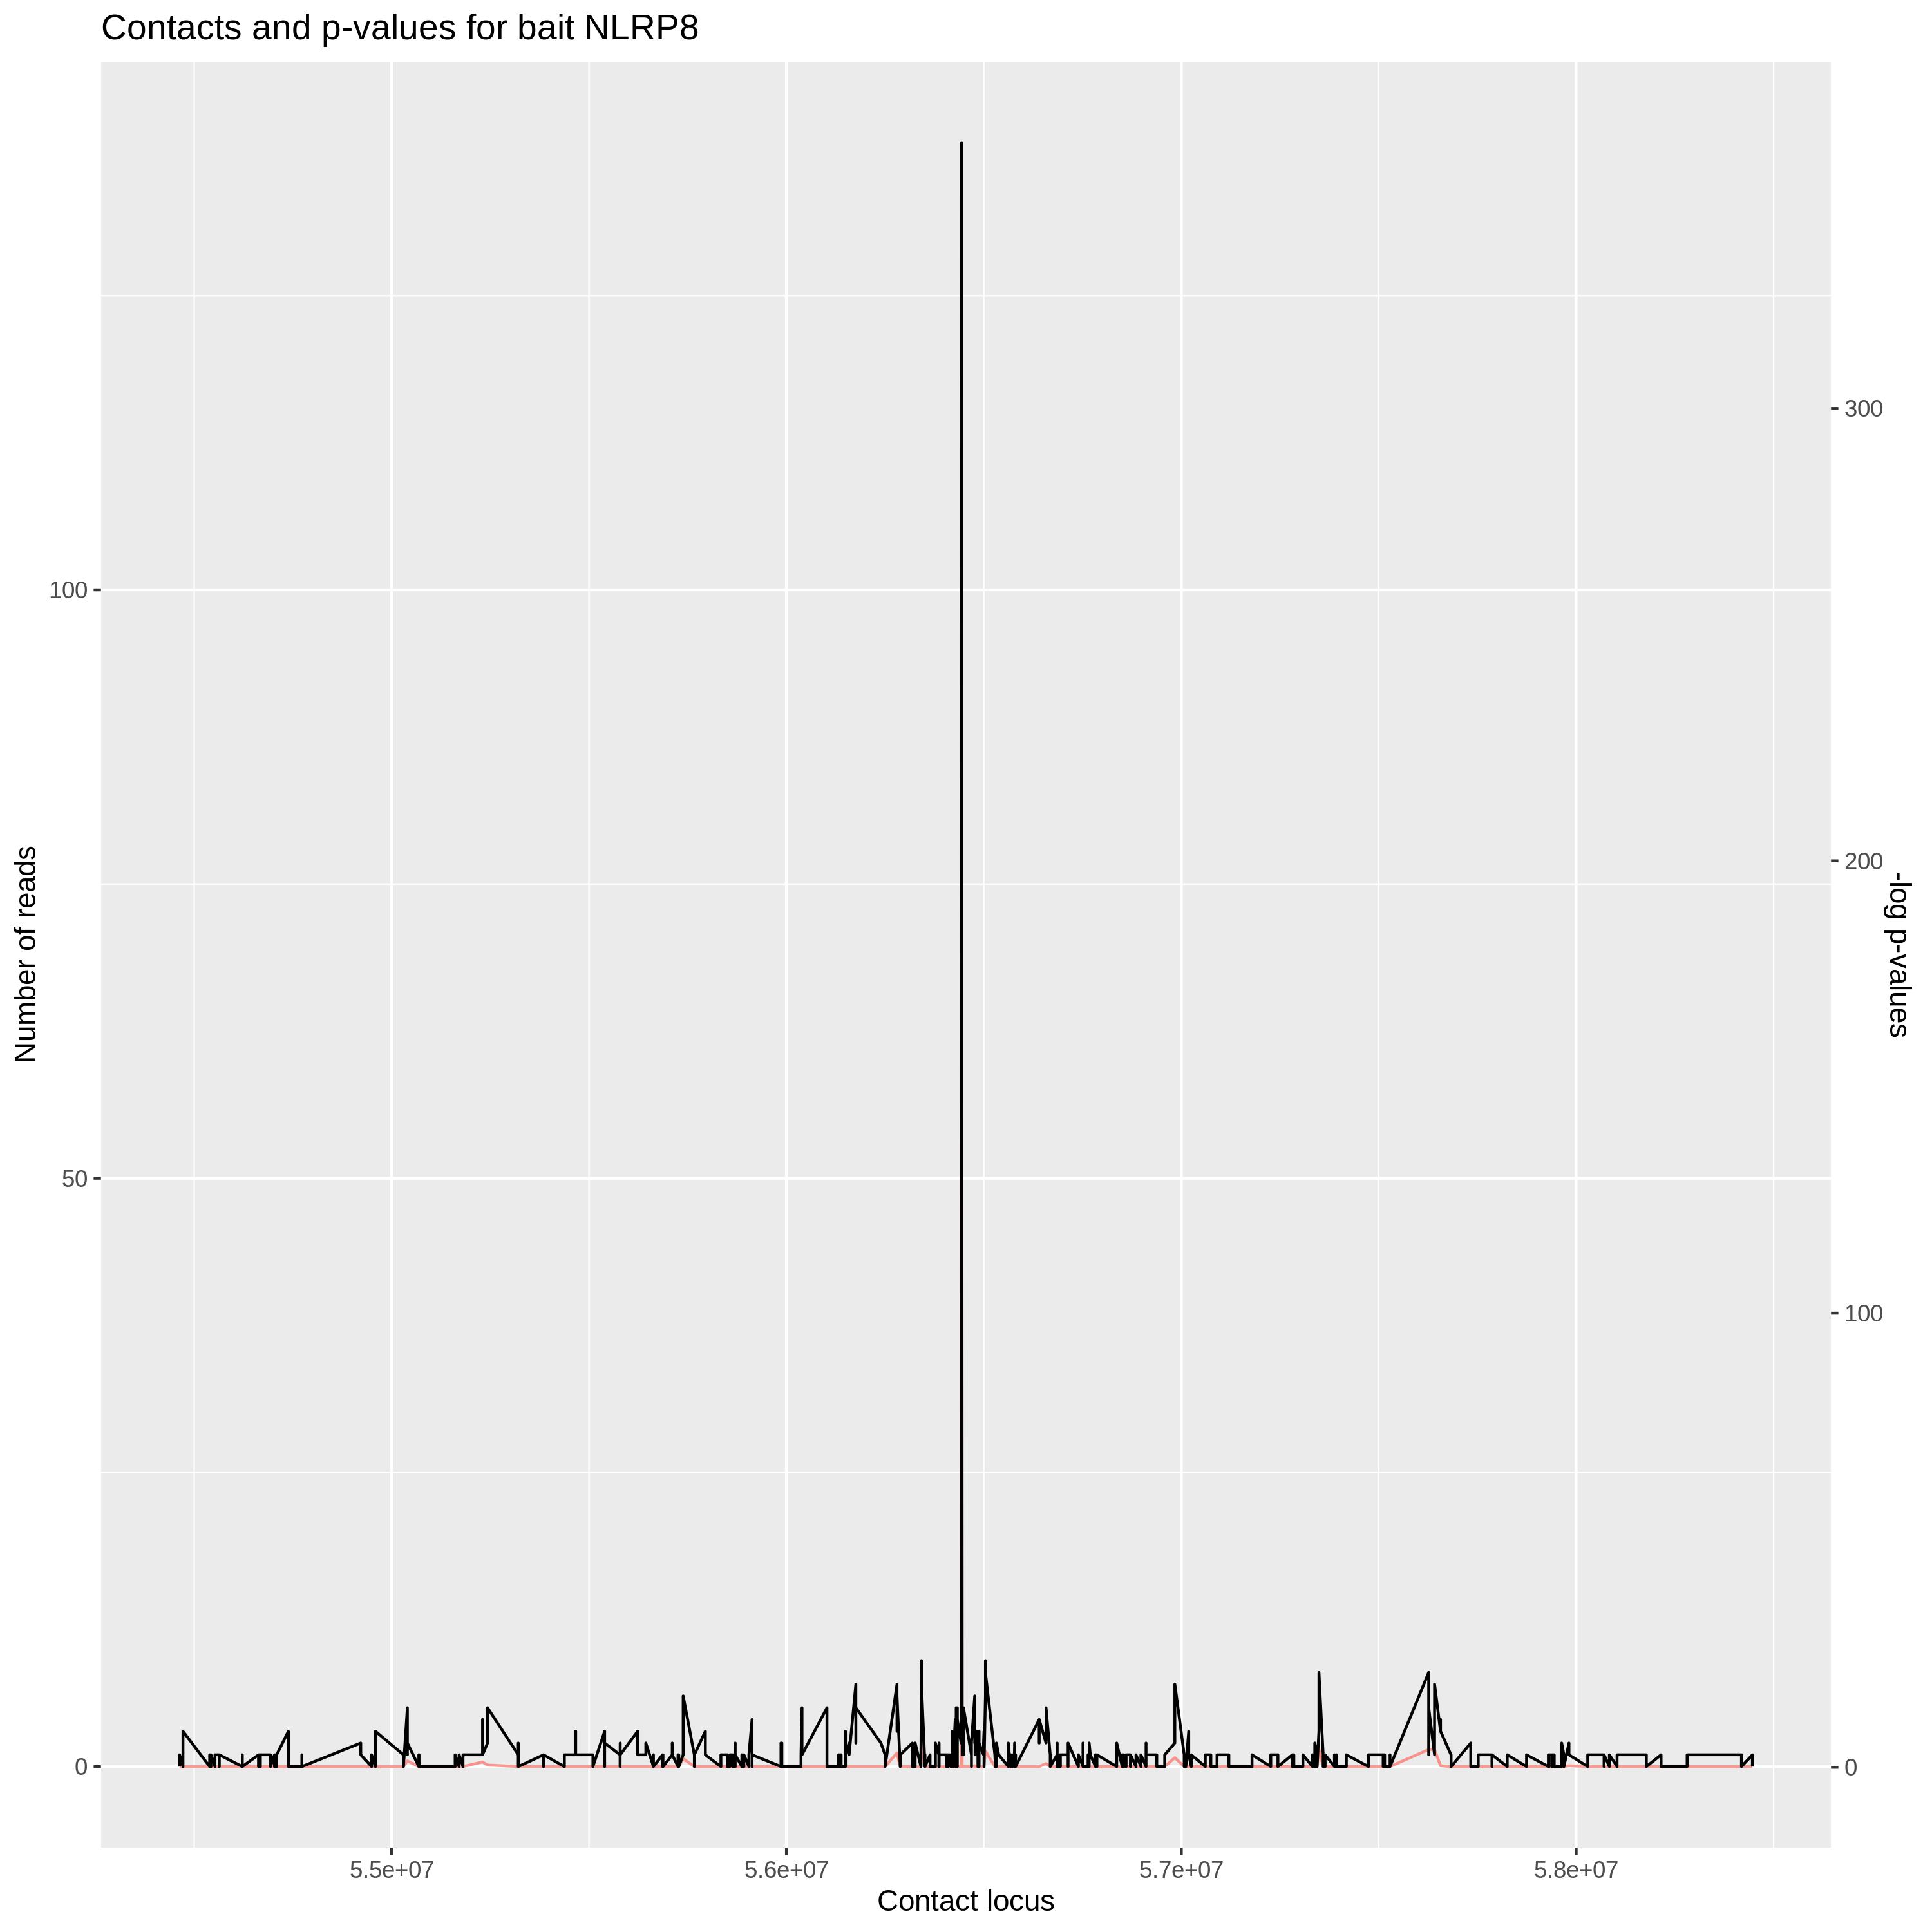 Contacts and p-values for bait NLRP8
100
50
0
Number of reads
300
200
100
0
-log p-values
5.5e+07
5.6e+07
5.7e+07
5.8e+07
Contact locus